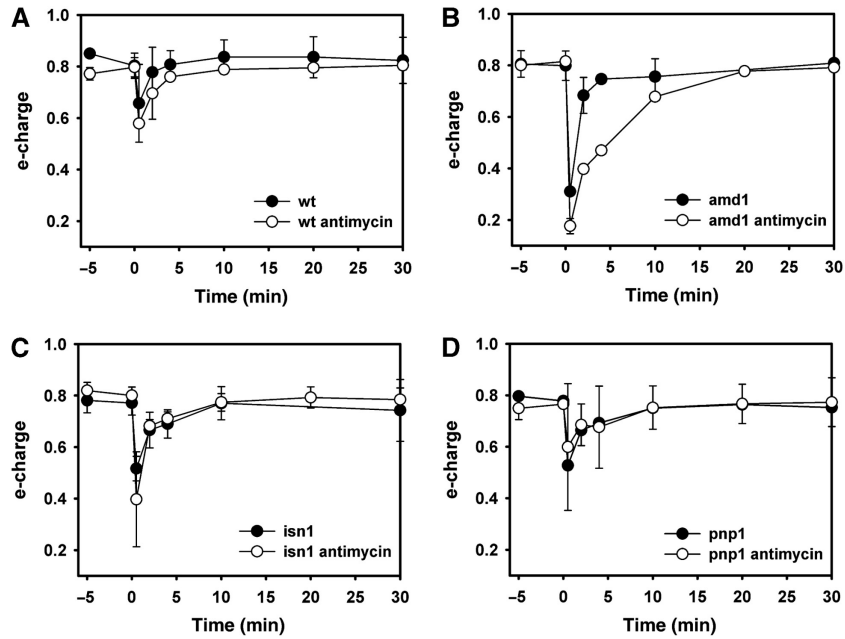 A
1.0
0.8
0.6
0.4
0.2
e-charge
wt
wt antimycin
−5 0 5 10 15 20 25 30
Time (min)
B
1.0
0.8
0.6
0.4
0.2
e-charge
amd1
amd1 antimycin
−5 0 5 10 15 20 25 30
Time (min)
C
1.0
0.8
0.6
0.4
0.2
e-charge
isn1
isn1 antimycin
−5 0 5 10 15 20 25 30
Time (min)
D
1.0
0.8
0.6
0.4
0.2
e-charge
pnp1
pnp1 antimycin
−5 0 5 10 15 20 25 30
Time (min)